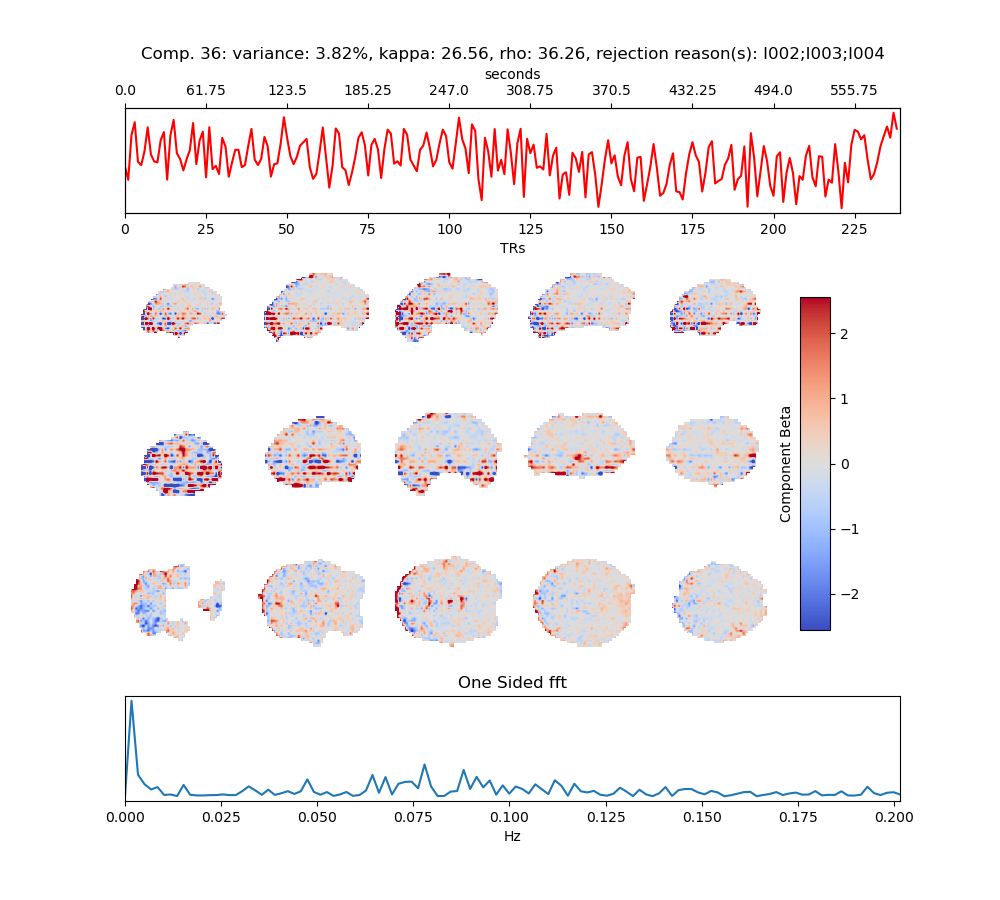 Comp. 36: variance: 3.82%, kappa: 26.56, rho: 36.26, rejection reason(s): I002;I003;I004
seconds
0.0 61.75 123.5 185.25 247.0 308.75 370.5 432.25 494.0 555.75
0 25 50 75 100 125 150 175 200 225
TRs
2
1
0
−1
−2
Component Beta
One Sided fft
0.000 0.025 0.050 0.075 0.100 0.125 0.150 0.175 0.200
Hz